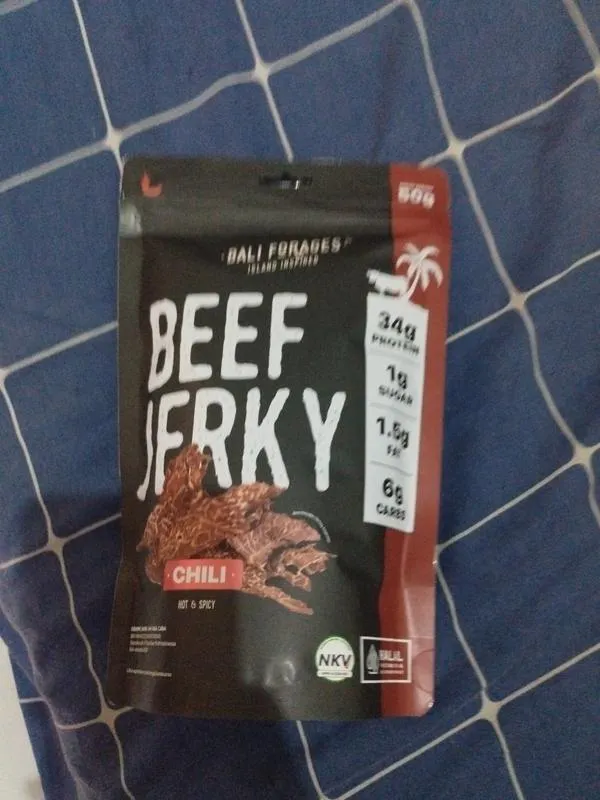 50g
BALI FORAGES
ISLAND INSPIRED
BEEF
JERKY
34g
PROTEIN
1g
SUGAR
1.5g
FAT
6g
CARBS
CHILI
HOT & SPICY
NKV
HALAL